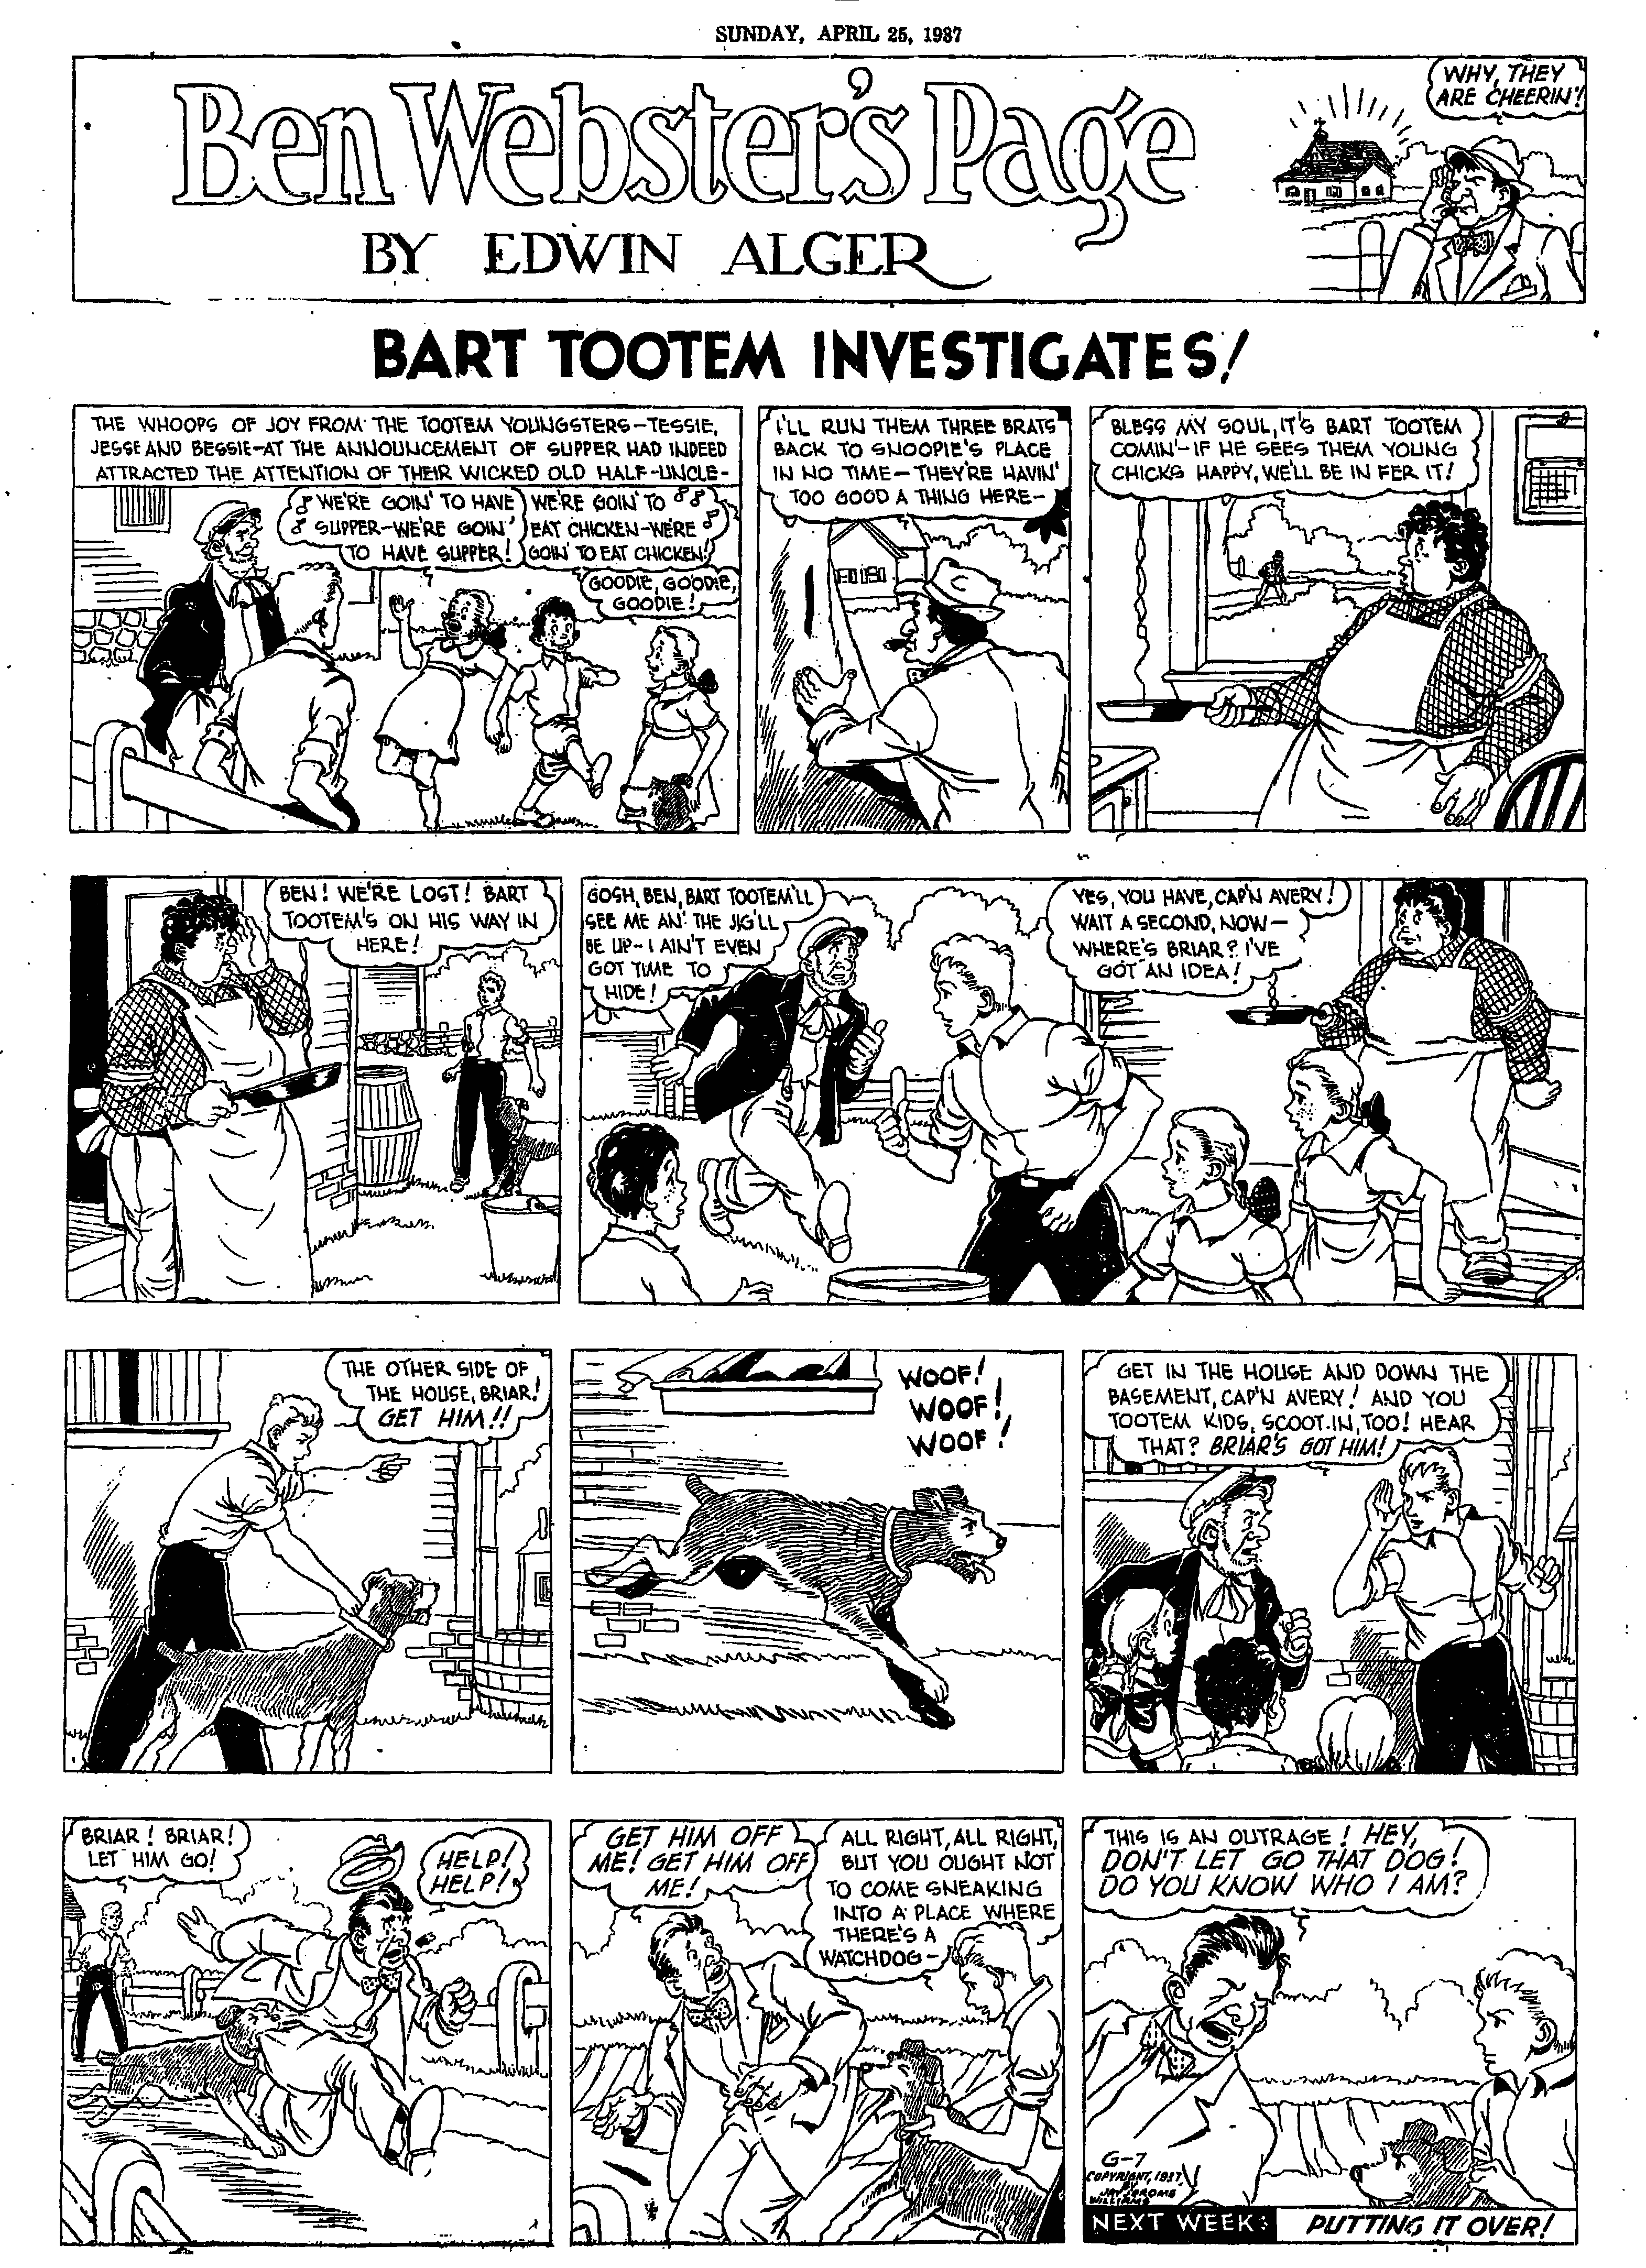 SUNDAY, APRIL 25, 1937
Ben Webster's Page
BY EDWIN ALGER
WHY, THEY
ARE CHEERIN'!
BART TOOTEM INVESTIGATES!
THE WHOOPS OF JOY FROM THE TOOTEM YOUNGSTERS-TESSIE,
JESSE AND BESSIE-AT THE ANNOUNCEMENT OF SUPPER HAD INDEED
ATTRACTED THE ATTENTION OF THEIR WICKED OLD HALF-UNCLE-
WE'RE GOIN' TO HAVE
SUPPER-WE'RE GOIN'
TO HAVE SUPPER!
WE'RE GOIN' TO
EAT CHICKEN-WE'RE
GOIN' TO EAT CHICKEN!
GOODIE, GOODIE,
GOODIE!
I'LL RUN THEM THREE BRATS
BACK TO SNOOPIE'S PLACE
IN NO TIME-THEY'RE HAVIN'
TOO GOOD A THING HERE-
BLESS MY SOUL, IT'S BART TOOTEM
COMIN'-IF HE SEES THEM YOUNG
CHICKS HAPPY, WE'LL BE IN FER IT!
BEN! WE'RE LOST! BART
TOOTEM'S ON HIS WAY IN
HERE!
GOSH, BEN, BART TOOTEM'LL
SEE ME AN' THE JIG'LL
BE UP-I AIN'T EVEN
GOT TIME TO
HIDE!
YES, YOU HAVE, CAP'N AVERY!
WAIT A SECOND, NOW-
WHERE'S BRIAR? I'VE
GOT AN IDEA!
THE OTHER SIDE OF
THE HOUSE, BRIAR!
GET HIM!!
WOOF!
WOOF!
WOOF!
GET IN THE HOUSE AND DOWN THE
BASEMENT, CAP'N AVERY! AND YOU
TOOTEM KIDS, SCOOT IN, TOO! HEAR
THAT? BRIAR'S GOT HIM!
BRIAR! BRIAR!
LET HIM GO!
HELP!
HELP!
GET HIM OFF
ME! GET HIM OFF
ME!
ALL RIGHT, ALL RIGHT,
BUT YOU OUGHT NOT
TO COME SNEAKING
INTO A PLACE WHERE
THERE'S A
WATCHDOG-
THIS IS AN OUTRAGE! HEY,
DON'T LET GO THAT DOG!
DO YOU KNOW WHO I AM?
G-7
COPYRIGHT, 1937
BY
JAY JEROME
WILLIAMS
NEXT WEEK: PUTTING IT OVER!